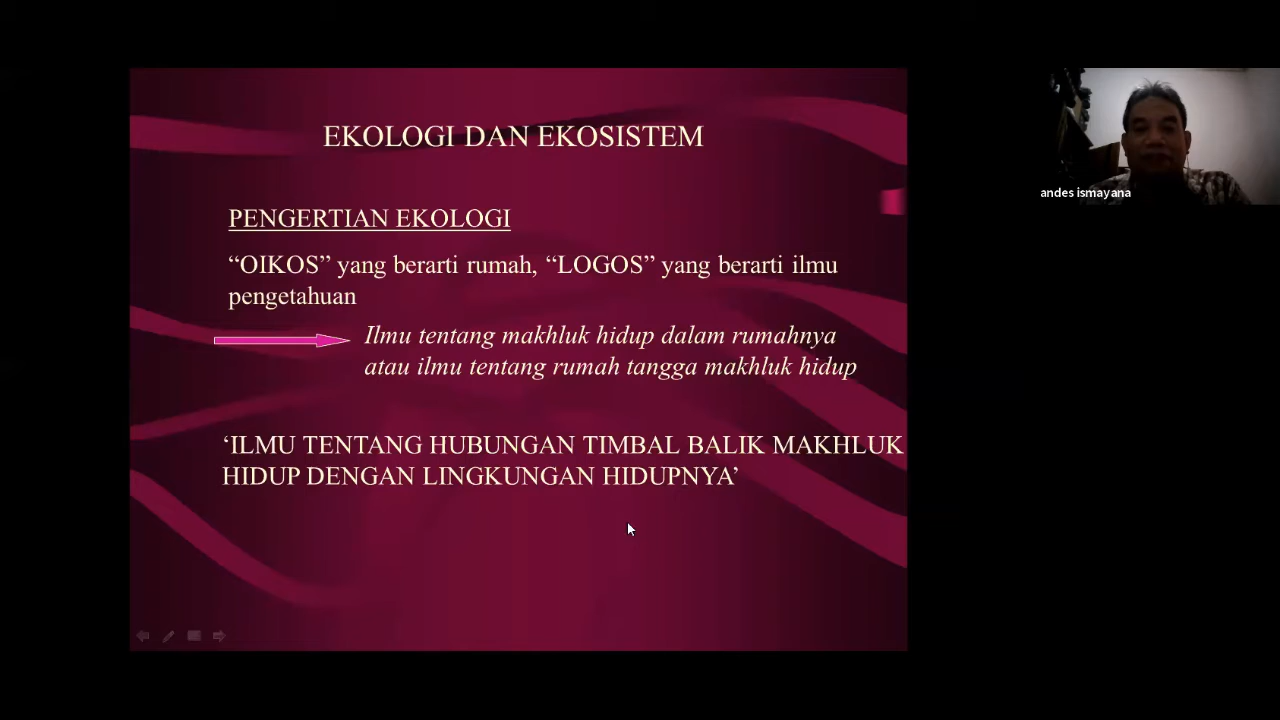 EKOLOGI DAN EKOSISTEM
PENGERTIAN EKOLOGI
“OIKOS” yang berarti rumah, “LOGOS” yang berarti ilmu
pengetahuan
Ilmu tentang makhluk hidup dalam rumahnya
atau ilmu tentang rumah tangga makhluk hidup
‘ILMU TENTANG HUBUNGAN TIMBAL BALIK MAKHLUK
HIDUP DENGAN LINGKUNGAN HIDUPNYA’
andes ismayana